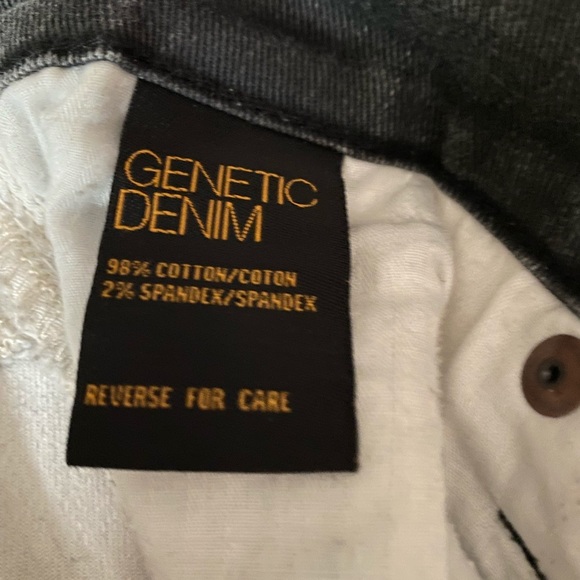 GENETIC
DENIM
98% COTTON/COTON
2% SPANDEX/SPANDEX
REVERSE FOR CARE